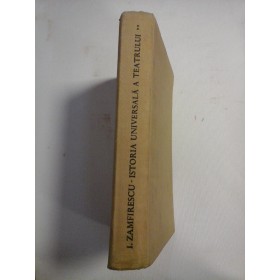 I. ZAMFIRESCU - ISTORIA UNIVERSALĂ A TEATRULUI **